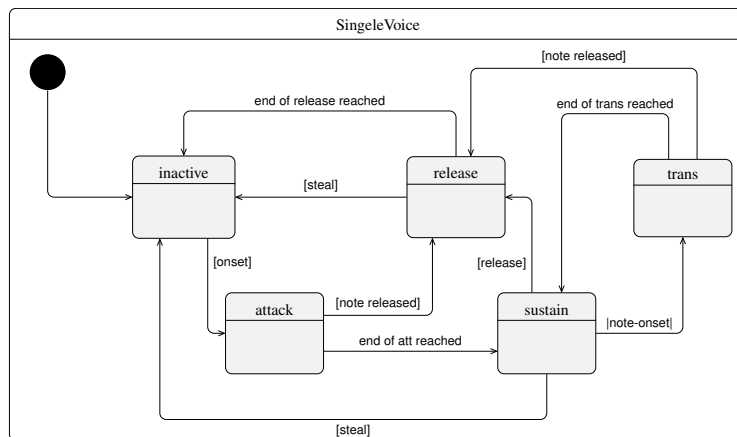 SingeleVoice
[note released]
end of release reached
end of trans reached
inactive
release
trans
[steal]
[onset]
[release]
attack
[note released]
sustain
|note-onset|
end of att reached
[steal]